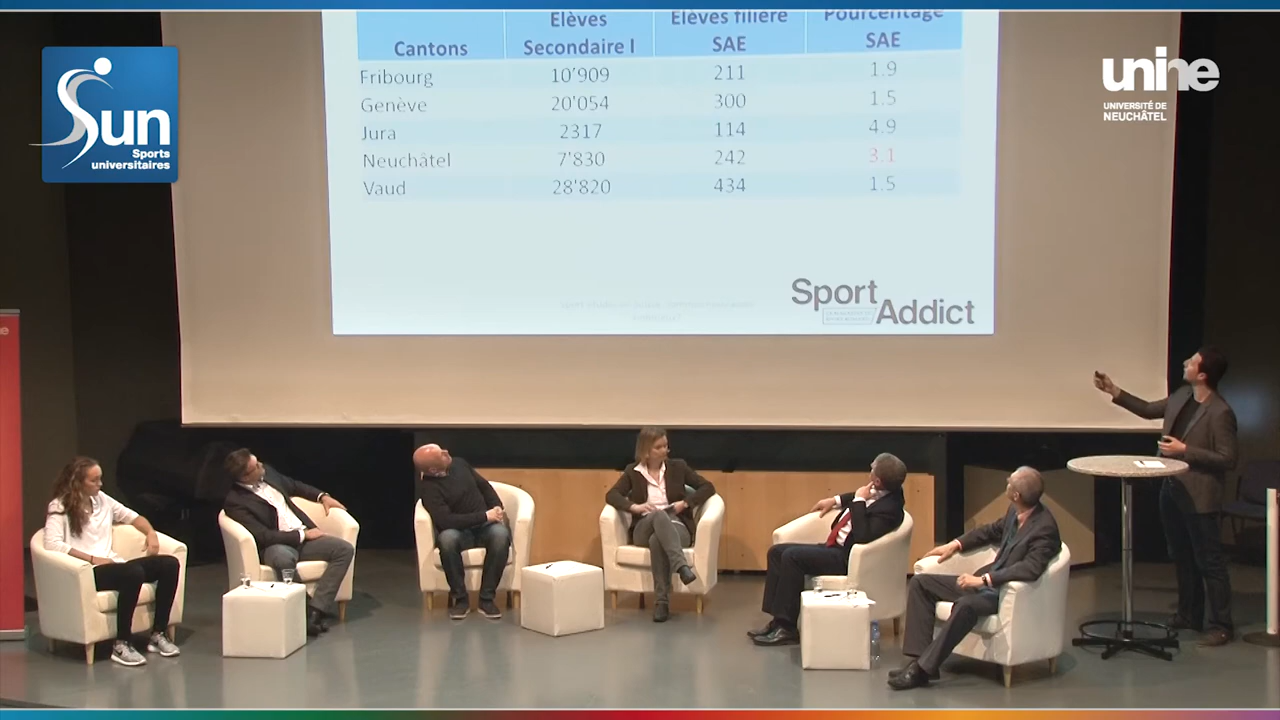 Elèves Elèves filière Pourcentage
Cantons Secondaire I SAE SAE
Fribourg 10'909 211 1.9
Genève 20'054 300 1.5
Jura 2317 114 4.9
Neuchâtel 7'830 242 3.1
Vaud 28'820 434 1.5
Sport
Addict
Sun
Sports
universitaires
unine
UNIVERSITÉ DE
NEUCHÂTEL